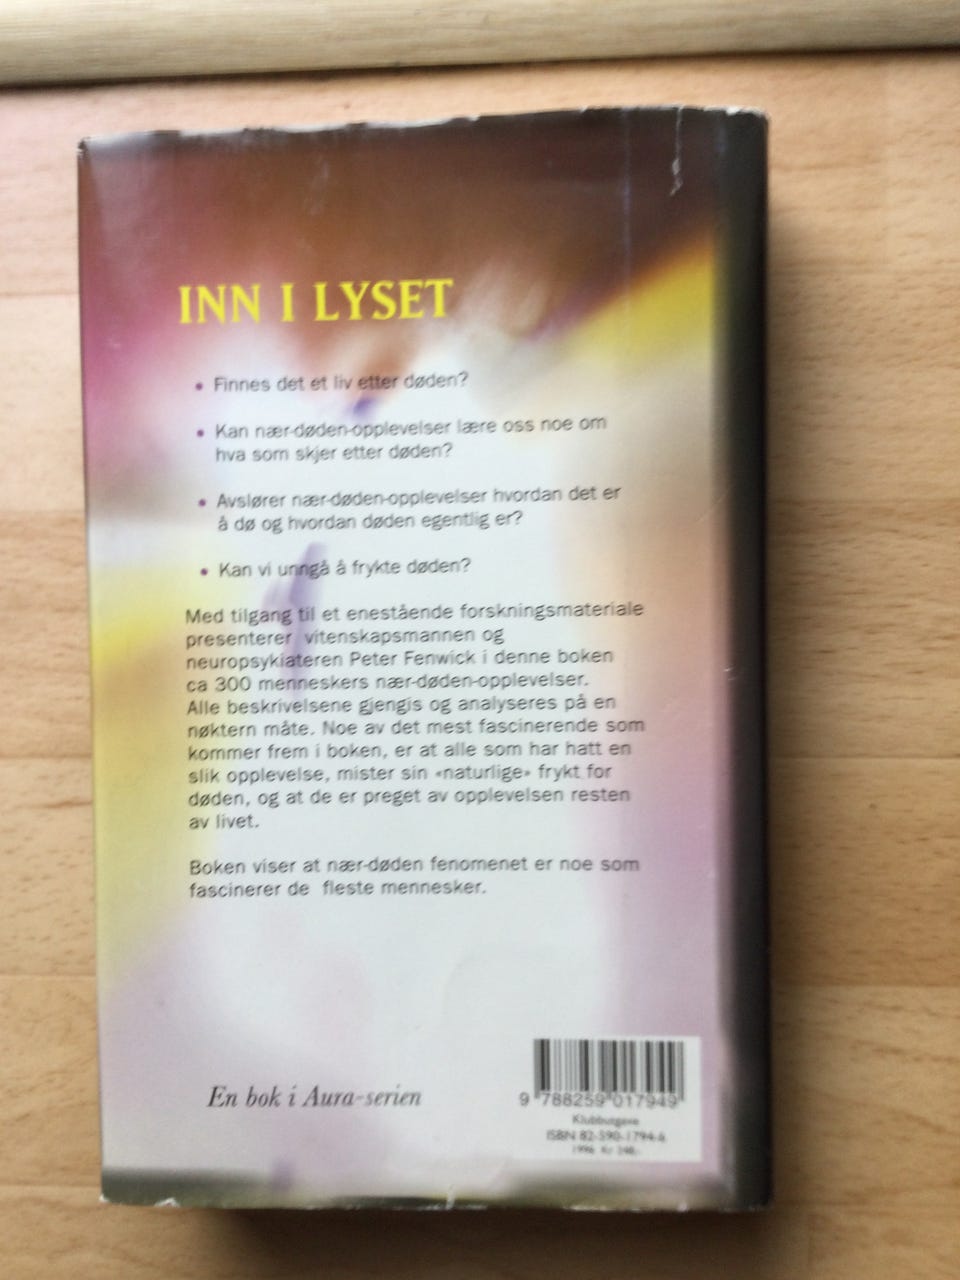 INN I LYSET
• Finnes det et liv etter døden?
• Kan nær-døden-opplevelser lære oss noe om
hva som skjer etter døden?
• Avslører nær-døden-opplevelser hvordan det er
å dø og hvordan døden egentlig er?
• Kan vi unngå å frykte døden?
Med tilgang til et enestående forskningsmateriale
presenterer vitenskapsmannen og
neuropsykiateren Peter Fenwick i denne boken
ca 300 menneskers nær-døden-opplevelser.
Alle beskrivelsene gjengis og analyseres på en
nøktern måte. Noe av det mest fascinerende som
kommer frem i boken, er at alle som har hatt en
slik opplevelse, mister sin «naturlige» frykt for
døden, og at de er preget av opplevelsen resten
av livet.
Boken viser at nær-døden fenomenet er noe som
fascinerer de fleste mennesker.
En bok i Aura-serien
9 788259 017949
Klubbutgave
ISBN 82-590-1794-6
1996 Kr